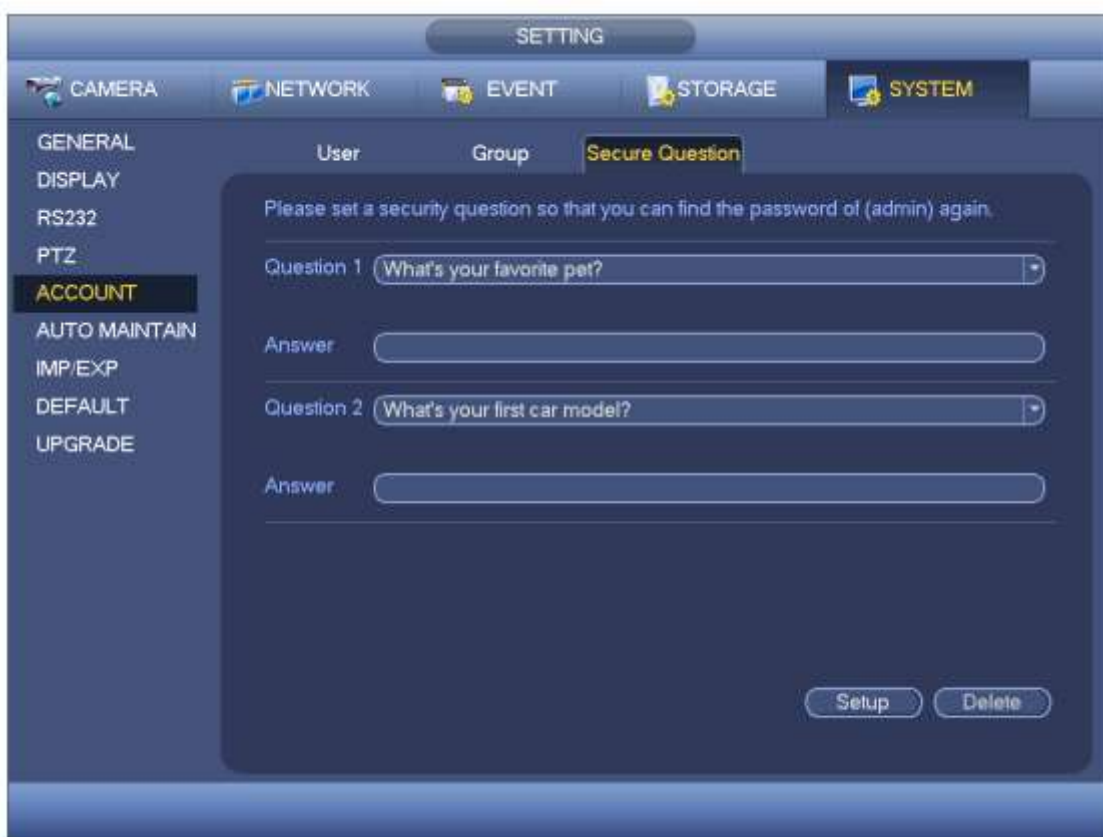 SETTING
CAMERA NETWORK EVENT STORAGE SYSTEM
GENERAL
DISPLAY
RS232
PTZ
ACCOUNT
AUTO MAINTAIN
IMP/EXP
DEFAULT
UPGRADE
User Group Secure Question
Please set a security question so that you can find the password of (admin) again.
Question 1 What's your favorite pet?
Answer
Question 2 What's your first car model?
Answer
Setup Delete